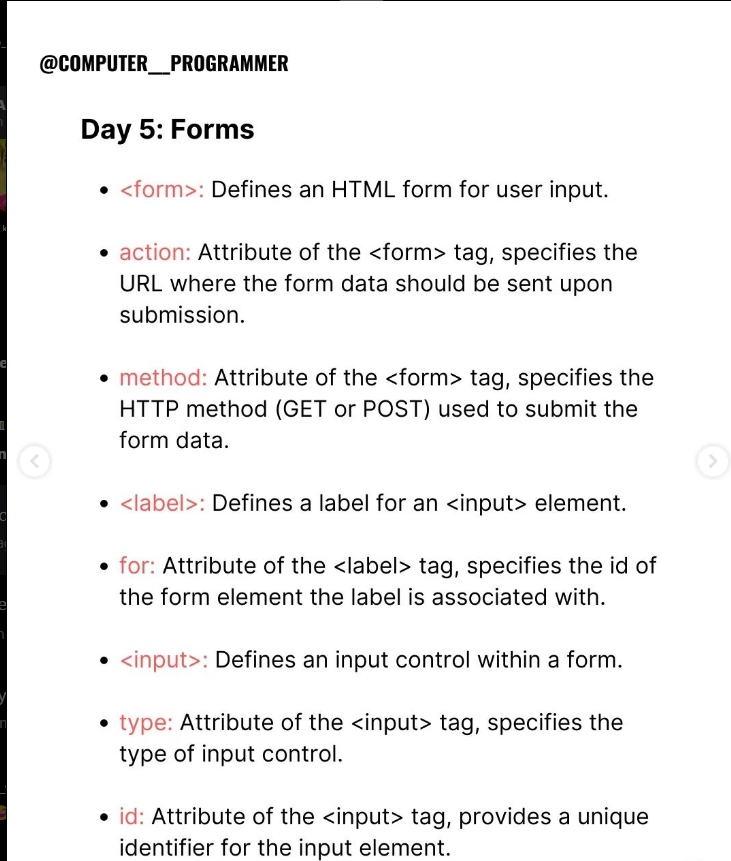 @COMPUTER__PROGRAMMER
Day 5: Forms
• <form>: Defines an HTML form for user input.
• action: Attribute of the <form> tag, specifies the
URL where the form data should be sent upon
submission.
• method: Attribute of the <form> tag, specifies the
HTTP method (GET or POST) used to submit the
form data.
• <label>: Defines a label for an <input> element.
• for: Attribute of the <label> tag, specifies the id of
the form element the label is associated with.
• <input>: Defines an input control within a form.
• type: Attribute of the <input> tag, specifies the
type of input control.
• id: Attribute of the <input> tag, provides a unique
identifier for the input element.